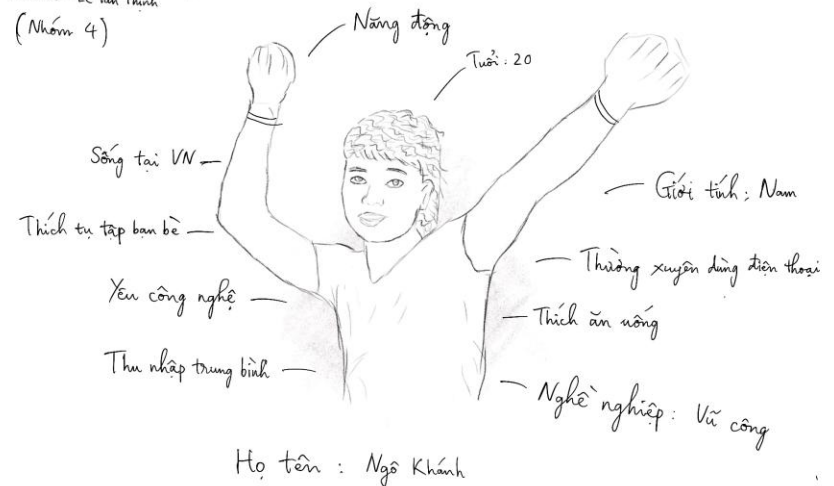 (Nhóm 4)
Năng động
Tuổi: 20
Sống tại VN
Giới tính: Nam
Thích tụ tập bạn bè
Thường xuyên dùng điện thoại
Yêu công nghệ
Thích ăn uống
Thu nhập trung bình
Nghề nghiệp: Vũ công
Họ tên : Ngô Khánh